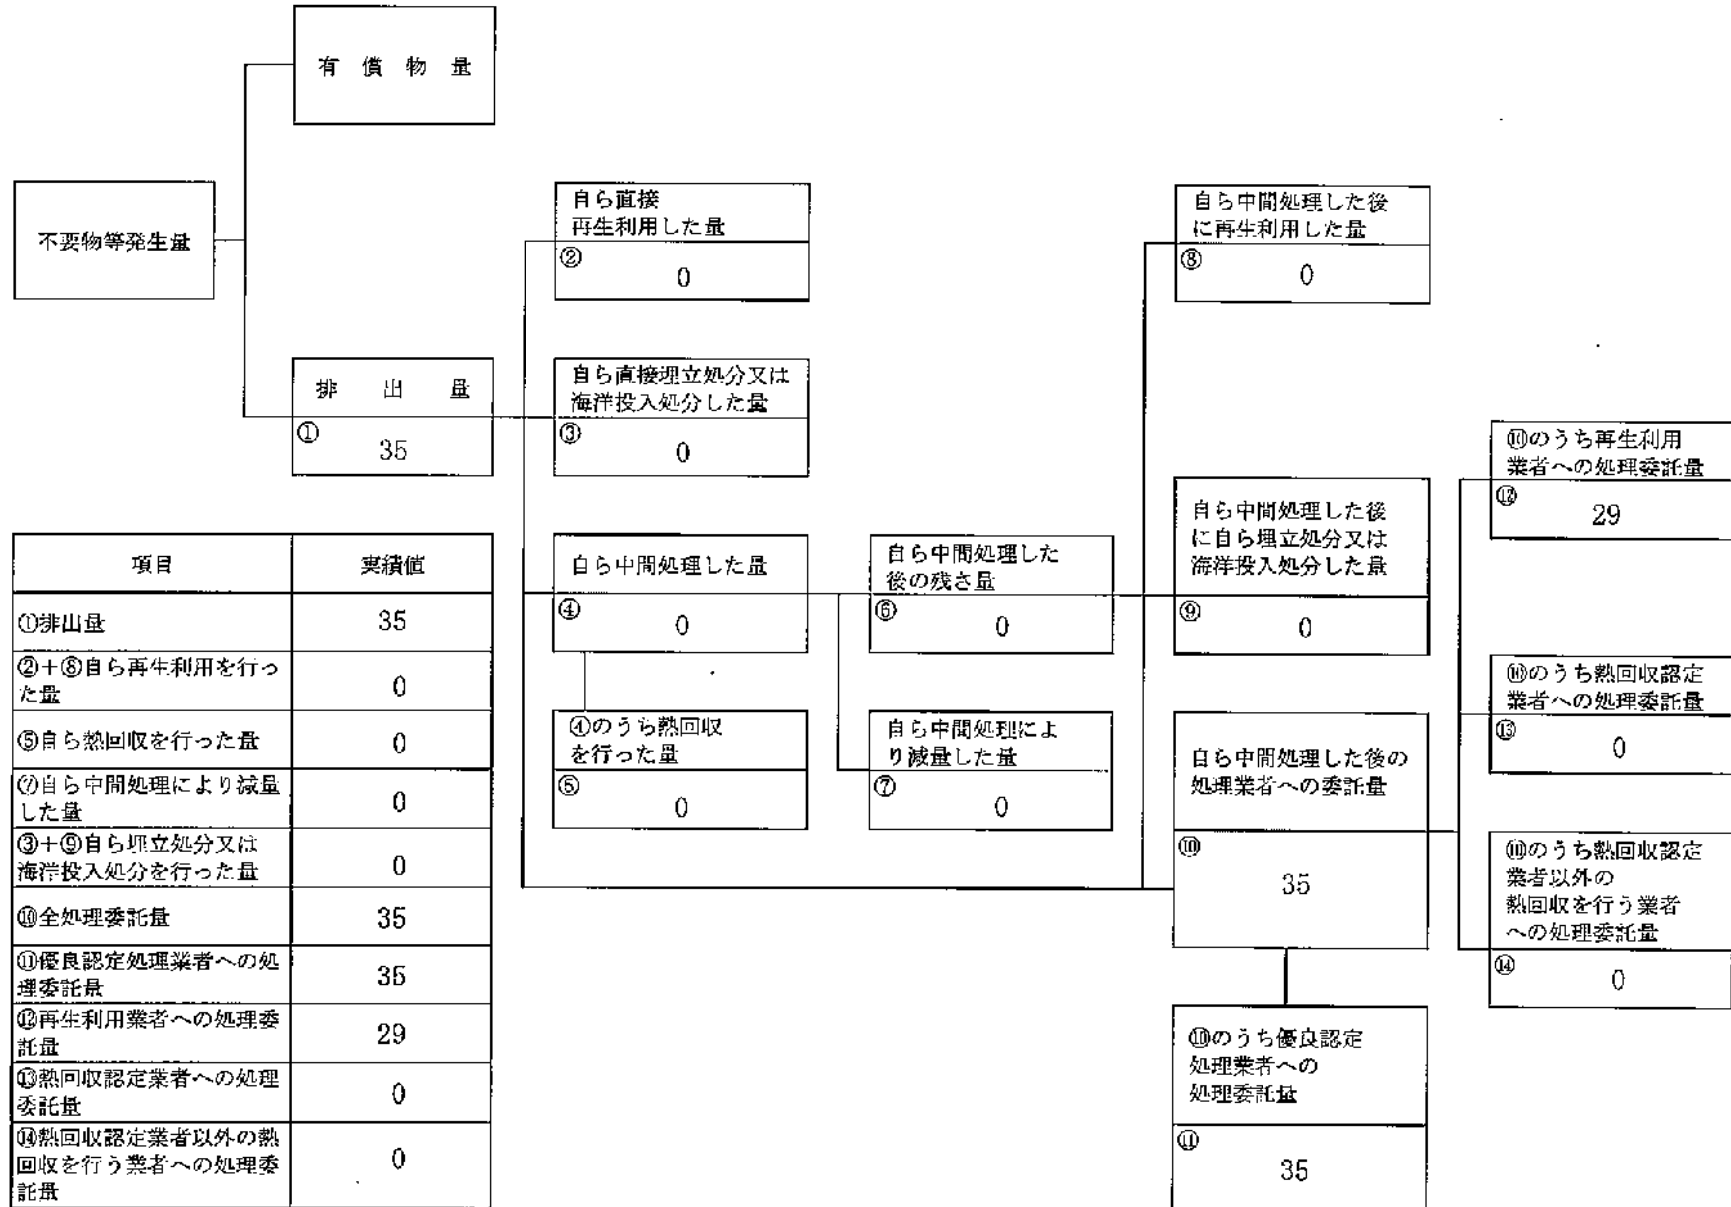 有償物量
不要物等発生量
排出量
①
35
自ら直接
再生利用した量
②
0
自ら直接埋立処分又は
海洋投入処分した量
③
0
自ら中間処理した量
④
0
④のうち熱回収
を行った量
⑤
0
自ら中間処理した
後の残さ量
⑥
0
自ら中間処理によ
り減量した量
⑦
0
自ら中間処理した後
に再生利用した量
⑧
0
自ら中間処理した後
に自ら埋立処分又は
海洋投入処分した量
⑨
0
自ら中間処理した後の
処理業者への委託量
⑩
35
⑩のうち優良認定
処理業者への
処理委託量
⑪
35
⑩のうち再生利用
業者への処理委託量
⑫
29
⑩のうち熱回収認定
業者への処理委託量
⑬
0
⑩のうち熱回収認定
業者以外の
熱回収を行う業者
への処理委託量
⑭
0
項目 実績値
①排出量 35
②+⑧自ら再生利用を行っ
た量 0
⑤自ら熱回収を行った量 0
⑦自ら中間処理により減量
した量 0
③+⑨自ら埋立処分又は
海洋投入処分を行った量 0
⑩全処理委託量 35
⑪優良認定処理業者への処
理委託量 35
⑫再生利用業者への処理委
託量 29
⑬熱回収認定業者への処理
委託量 0
⑭熱回収認定業者以外の熱
回収を行う業者への処理委
託量 0